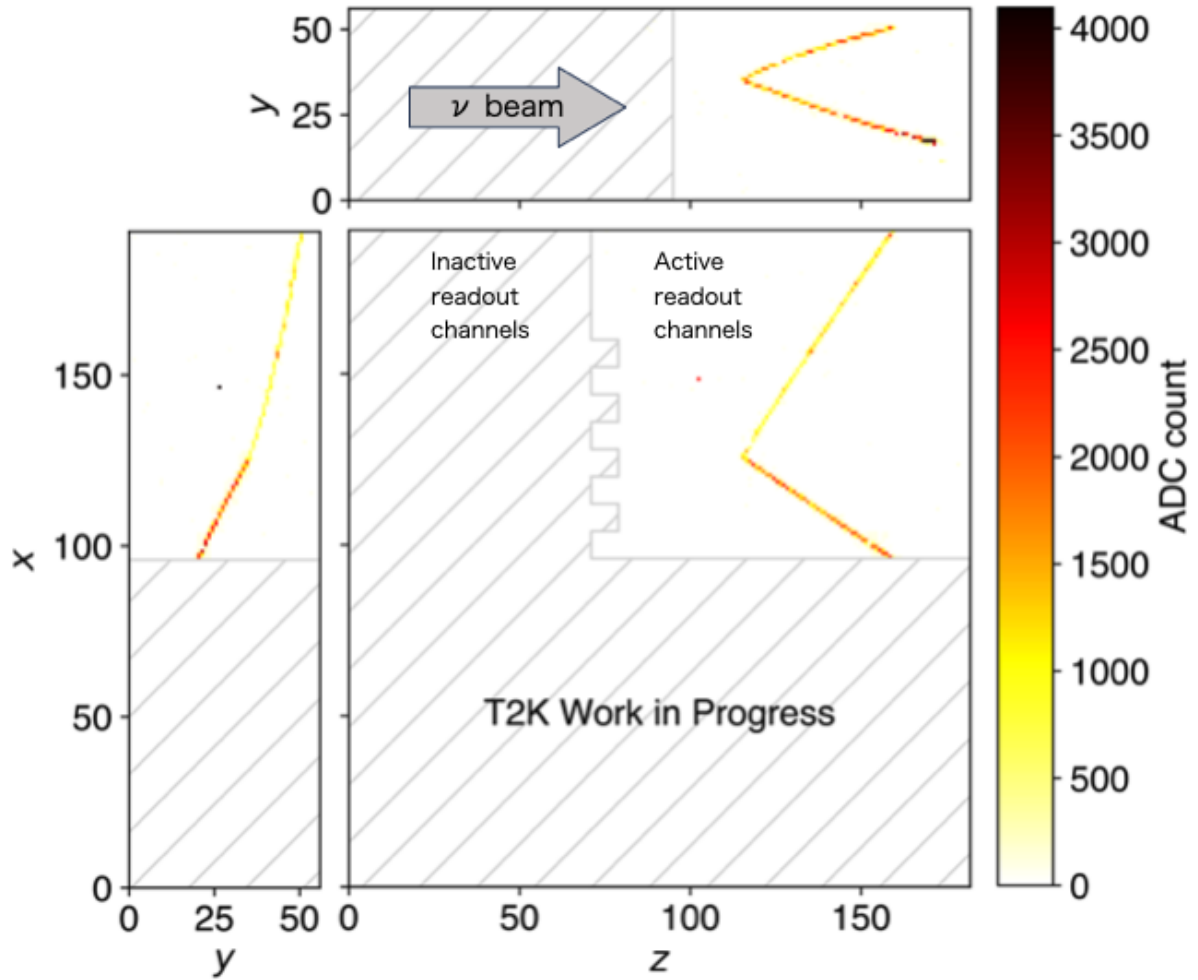 50
25
0
y
ν beam
4000
3500
3000
2500
2000
1500
1000
500
0
ADC count
Inactive
readout
channels
Active
readout
channels
150
100
50
0
x
T2K Work in Progress
0
25
50
y
0
50
100
150
z